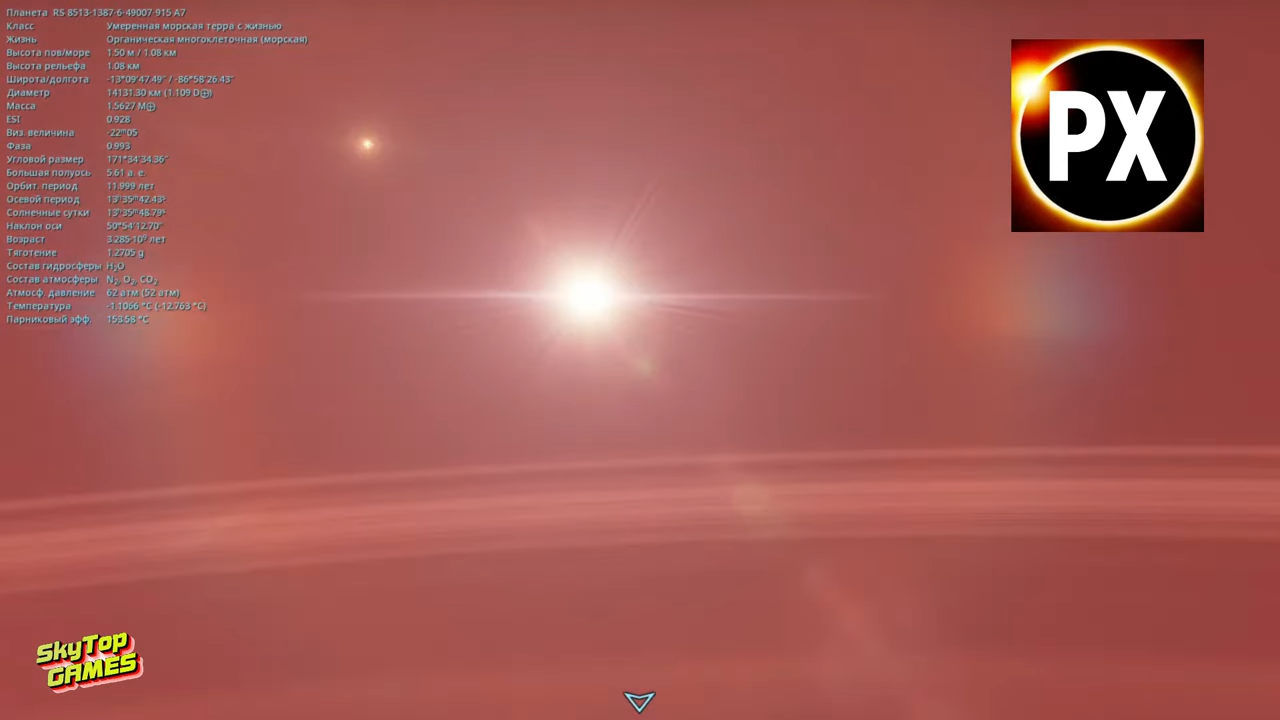 Планета RS 8513-1387-6-49007-915 A7
Класс Умеренная морская терра с жизнью
Жизнь Органическая многоклеточная (морская)
Высота пов/море 1.50 м / 1.08 км
Высота рельефа 1.08 км
Широта/долгота -13°09'47.49" / -86°58'26.43"
Диаметр 14131.30 км (1.109 D⊕)
Масса 1.5627 M⊕
ESI 0.928
Виз. величина -22ᵐ05
Фаза 0.993
Угловой размер 171°34'34.36"
Большая полуось 5.61 а. е.
Орбит. период 11.999 лет
Осевой период 13ʰ35ᵐ42.43ˢ
Солнечные сутки 13ʰ35ᵐ48.79ˢ
Наклон оси 50°54'12.70"
Возраст 3.285·10⁹ лет
Тяготение 1.2705 g
Состав гидросферы H₂O
Состав атмосферы N₂, O₂, CO₂
Атмосф. давление 62 атм (52 атм)
Температура -1.1066 °C (-12.763 °C)
Парниковый эфф. 153.58 °C
PX
SkyTop
GAMES